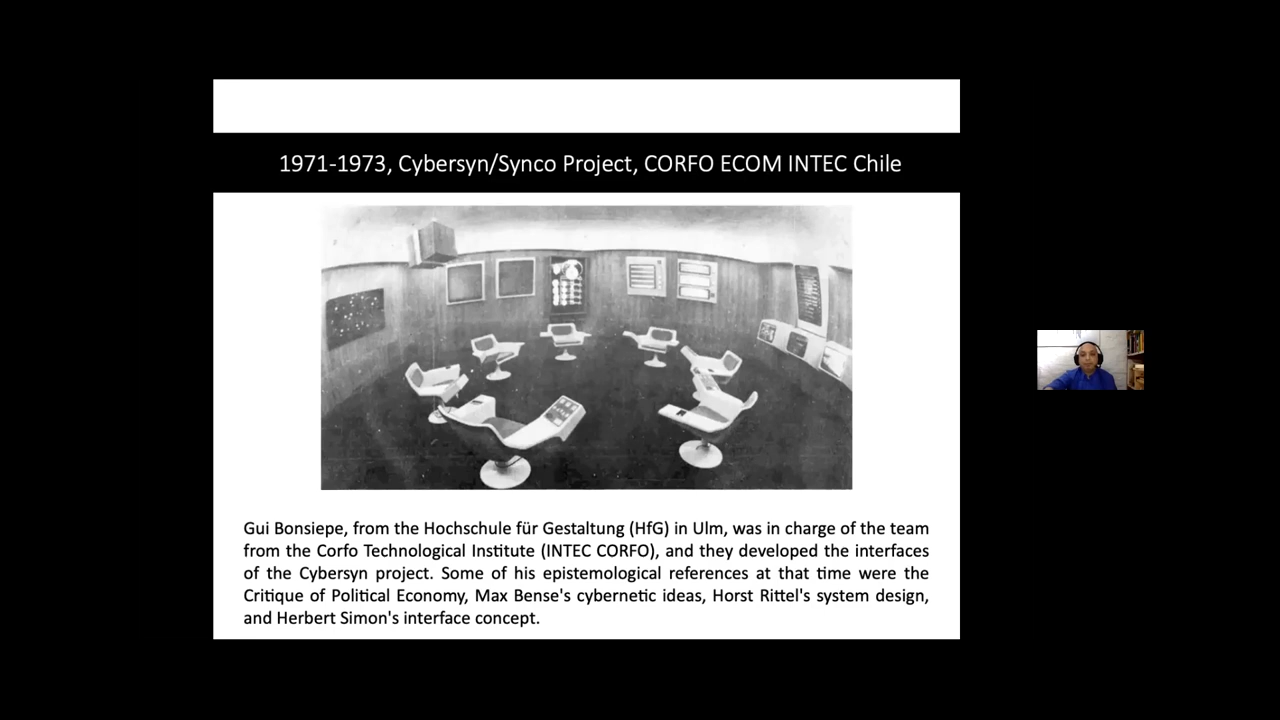 1971-1973, Cybersyn/Synco Project, CORFO ECOM INTEC Chile
Gui Bonsiepe, from the Hochschule für Gestaltung (HfG) in Ulm, was in charge of the team
from the Corfo Technological Institute (INTEC CORFO), and they developed the interfaces
of the Cybersyn project. Some of his epistemological references at that time were the
Critique of Political Economy, Max Bense's cybernetic ideas, Horst Rittel's system design,
and Herbert Simon's interface concept.